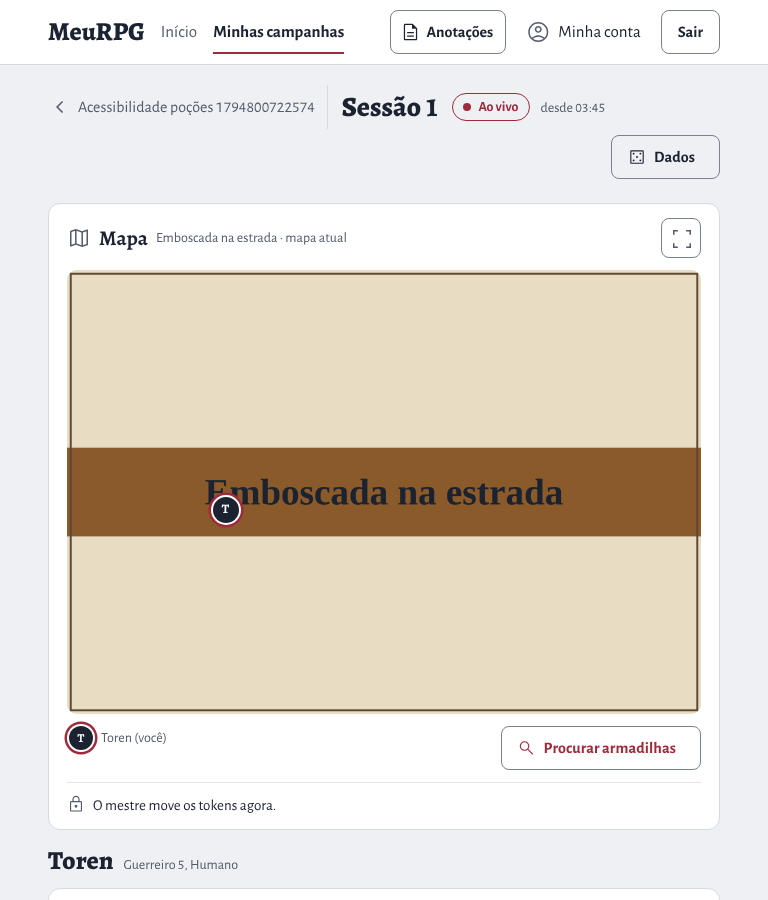 MeuRPG Início Minhas campanhas Anotações Minha conta Sair
Acessibilidade poções 1794800722574 Sessão 1 Ao vivo desde 03:45
Dados
Mapa Emboscada na estrada · mapa atual
Emboscada na estrada
T
T Toren (você)
Procurar armadilhas
O mestre move os tokens agora.
Toren Guerreiro 5, Humano